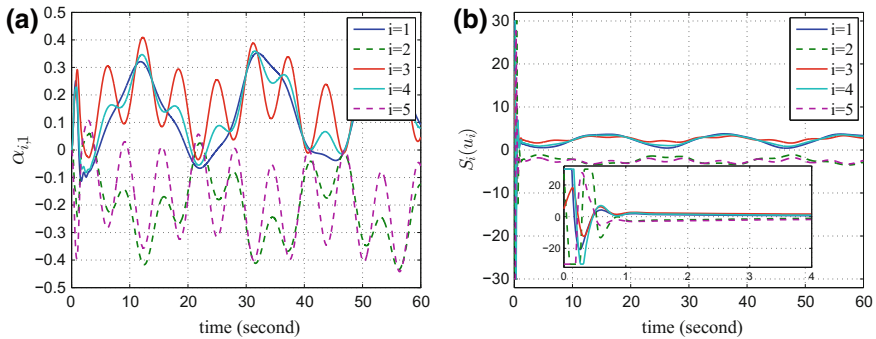 (a)
0.5
0.4
0.3
0.2
0.1
0
-0.1
-0.2
-0.3
-0.4
-0.5
α_{i,1}
i=1
i=2
i=3
i=4
i=5
0 10 20 30 40 50 60
time (second)
(b)
30
20
10
0
-10
-20
-30
S_i(u_i)
i=1
i=2
i=3
i=4
i=5
20
0
-20
0 1 2 3 4
0 10 20 30 40 50 60
time (second)